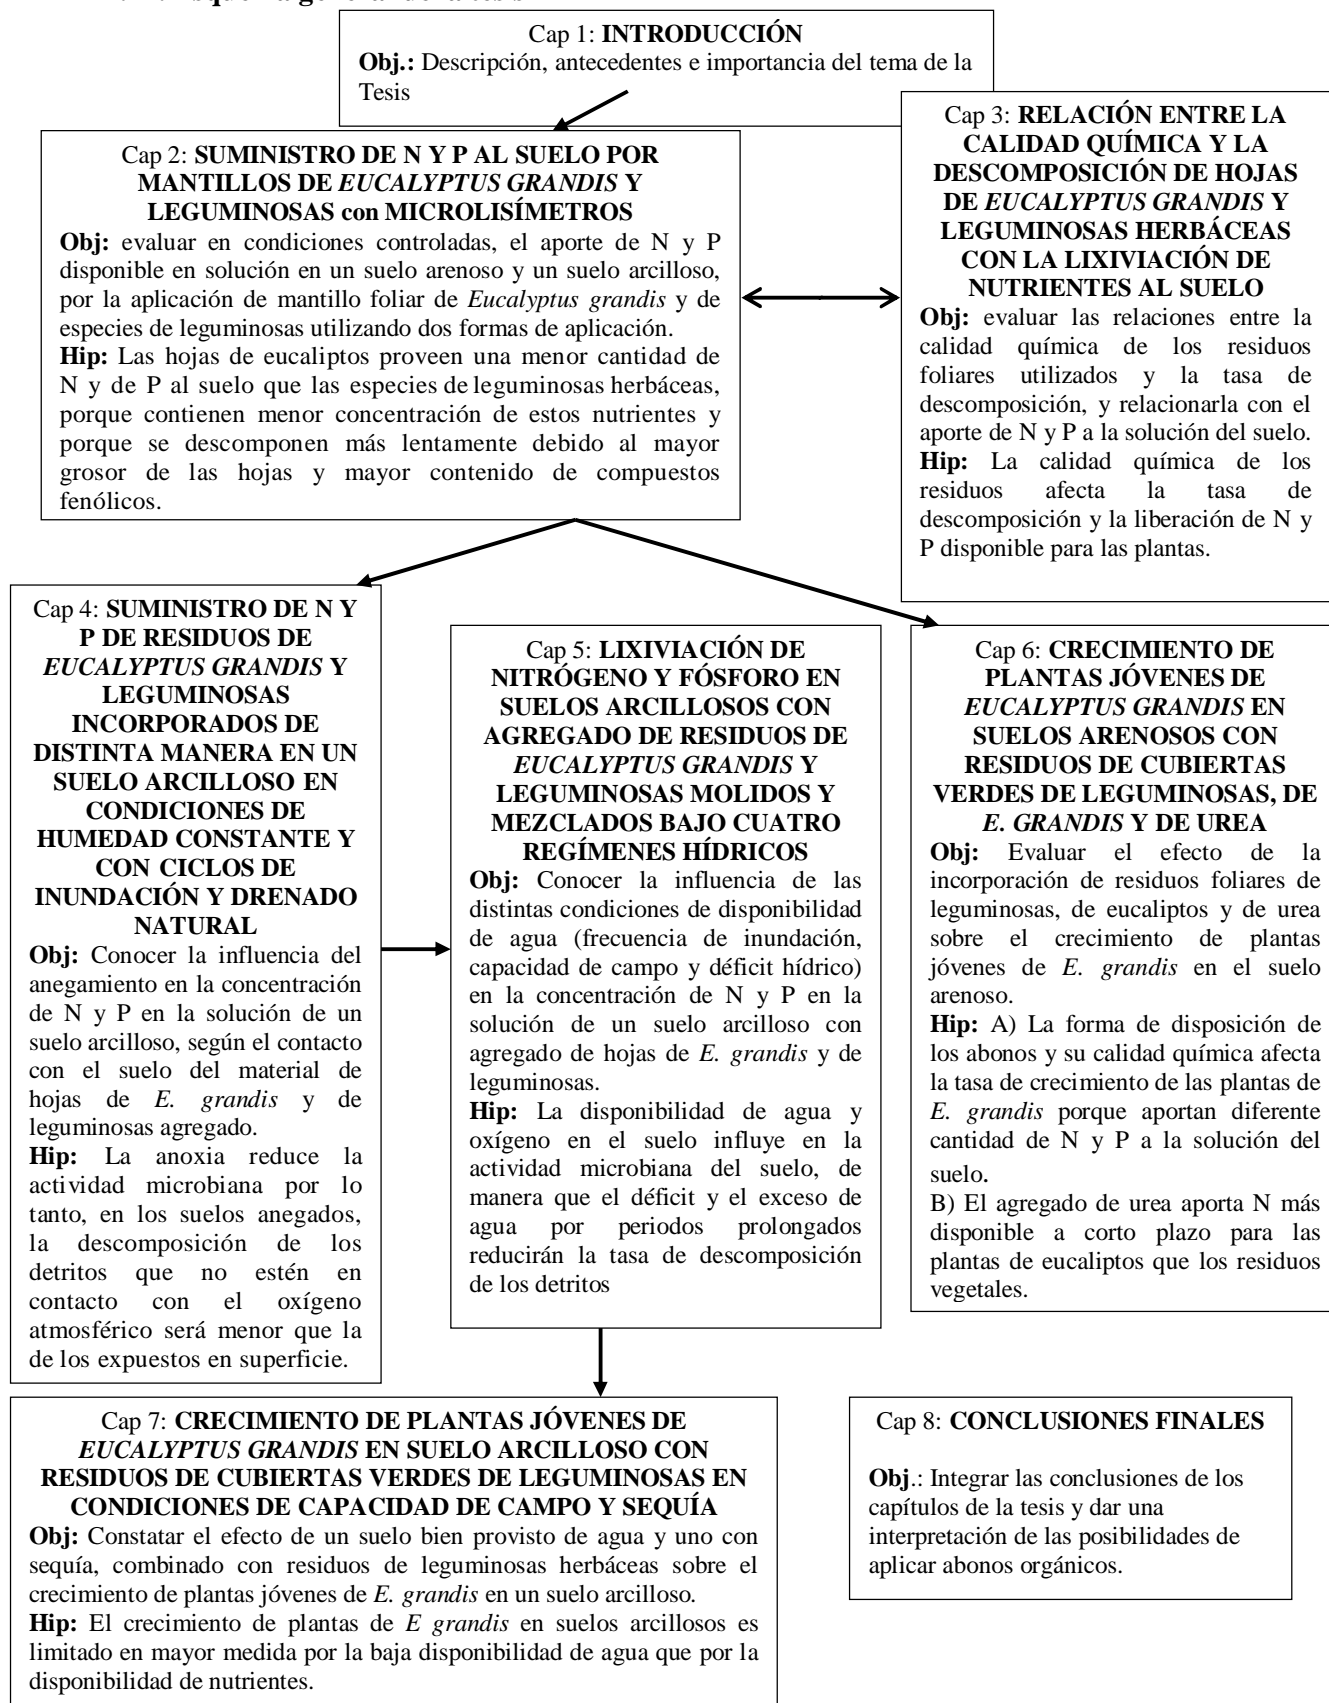 Cap 1: INTRODUCCIÓN
Obj.: Descripción, antecedentes e importancia del tema de la
Tesis
Cap 2: SUMINISTRO DE N Y P AL SUELO POR
MANTILLOS DE EUCALYPTUS GRANDIS Y
LEGUMINOSAS con MICROLISÍMETROS
Obj: evaluar en condiciones controladas, el aporte de N y P
disponible en solución en un suelo arenoso y un suelo arcilloso,
por la aplicación de mantillo foliar de Eucalyptus grandis y de
especies de leguminosas utilizando dos formas de aplicación.
Hip: Las hojas de eucaliptos proveen una menor cantidad de
N y de P al suelo que las especies de leguminosas herbáceas,
porque contienen menor concentración de estos nutrientes y
porque se descomponen más lentamente debido al mayor
grosor de las hojas y mayor contenido de compuestos
fenólicos.
Cap 3: RELACIÓN ENTRE LA
CALIDAD QUÍMICA Y LA
DESCOMPOSICIÓN DE HOJAS
DE EUCALYPTUS GRANDIS Y
LEGUMINOSAS HERBÁCEAS
CON LA LIXIVIACIÓN DE
NUTRIENTES AL SUELO
Obj: evaluar las relaciones entre la
calidad química de los residuos
foliares utilizados y la tasa de
descomposición, y relacionarla con el
aporte de N y P a la solución del suelo.
Hip: La calidad química de los
residuos afecta la tasa de
descomposición y la liberación de N y
P disponible para las plantas.
Cap 4: SUMINISTRO DE N Y
P DE RESIDUOS DE
EUCALYPTUS GRANDIS Y
LEGUMINOSAS
INCORPORADOS DE
DISTINTA MANERA EN UN
SUELO ARCILLOSO EN
CONDICIONES DE
HUMEDAD CONSTANTE Y
CON CICLOS DE
INUNDACIÓN Y DRENADO
NATURAL
Obj: Conocer la influencia del
anegamiento en la concentración
de N y P en la solución de un
suelo arcilloso, según el contacto
con el suelo del material de
hojas de E. grandis y de
leguminosas agregado.
Hip: La anoxia reduce la
actividad microbiana por lo
tanto, en los suelos anegados,
la descomposición de los
detritos que no estén en
contacto con el oxígeno
atmosférico será menor que la
de los expuestos en superficie.
Cap 5: LIXIVIACIÓN DE
NITRÓGENO Y FÓSFORO EN
SUELOS ARCILLOSOS CON
AGREGADO DE RESIDUOS DE
EUCALYPTUS GRANDIS Y
LEGUMINOSAS MOLIDOS Y
MEZCLADOS BAJO CUATRO
REGÍMENES HÍDRICOS
Obj: Conocer la influencia de las
distintas condiciones de disponibilidad
de agua (frecuencia de inundación,
capacidad de campo y déficit hídrico)
en la concentración de N y P en la
solución de un suelo arcilloso con
agregado de hojas de E. grandis y de
leguminosas.
Hip: La disponibilidad de agua y
oxígeno en el suelo influye en la
actividad microbiana del suelo, de
manera que el déficit y el exceso de
agua por periodos prolongados
reducirán la tasa de descomposición
de los detritos
Cap 6: CRECIMIENTO DE
PLANTAS JÓVENES DE
EUCALYPTUS GRANDIS EN
SUELOS ARENOSOS CON
RESIDUOS DE CUBIERTAS
VERDES DE LEGUMINOSAS, DE
E. GRANDIS Y DE UREA
Obj: Evaluar el efecto de la
incorporación de residuos foliares de
leguminosas, de eucaliptos y de urea
sobre el crecimiento de plantas
jóvenes de E. grandis en el suelo
arenoso.
Hip: A) La forma de disposición de
los abonos y su calidad química afecta
la tasa de crecimiento de las plantas de
E. grandis porque aportan diferente
cantidad de N y P a la solución del
suelo.
B) El agregado de urea aporta N más
disponible a corto plazo para las
plantas de eucaliptos que los residuos
vegetales.
Cap 7: CRECIMIENTO DE PLANTAS JÓVENES DE
EUCALYPTUS GRANDIS EN SUELO ARCILLOSO CON
RESIDUOS DE CUBIERTAS VERDES DE LEGUMINOSAS EN
CONDICIONES DE CAPACIDAD DE CAMPO Y SEQUÍA
Obj: Constatar el efecto de un suelo bien provisto de agua y uno con
sequía, combinado con residuos de leguminosas herbáceas sobre el
crecimiento de plantas jóvenes de E. grandis en un suelo arcilloso.
Hip: El crecimiento de plantas de E grandis en suelos arcillosos es
limitado en mayor medida por la baja disponibilidad de agua que por la
disponibilidad de nutrientes.
Cap 8: CONCLUSIONES FINALES
Obj.: Integrar las conclusiones de los
capítulos de la tesis y dar una
interpretación de las posibilidades de
aplicar abonos orgánicos.